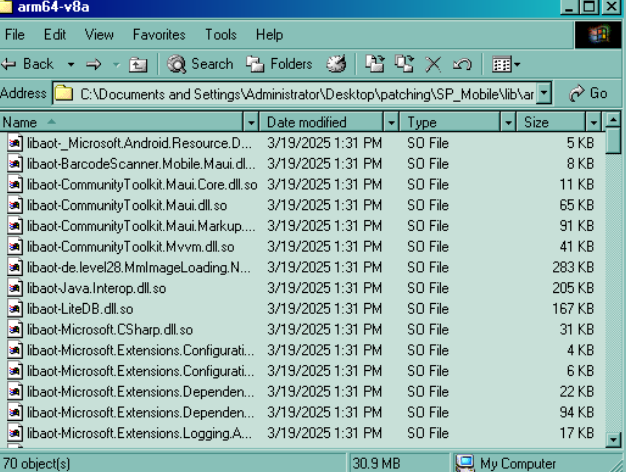 arm64-v8a
File Edit View Favorites Tools Help
Back Search Folders
Address C:\Documents and Settings\Administrator\Desktop\patching\SP_Mobile\lib\ar Go
Name Date modified Type Size
libaot-_Microsoft.Android.Resource.D... 3/19/2025 1:31 PM SO File 5 KB
libaot-BarcodeScanner.Mobile.Maui.dl... 3/19/2025 1:31 PM SO File 8 KB
libaot-CommunityToolkit.Maui.Core.dll.so 3/19/2025 1:31 PM SO File 11 KB
libaot-CommunityToolkit.Maui.dll.so 3/19/2025 1:31 PM SO File 65 KB
libaot-CommunityToolkit.Maui.Markup.... 3/19/2025 1:31 PM SO File 91 KB
libaot-CommunityToolkit.Mvvm.dll.so 3/19/2025 1:31 PM SO File 41 KB
libaot-de.level28.MmImageLoading.N... 3/19/2025 1:31 PM SO File 283 KB
libaot-Java.Interop.dll.so 3/19/2025 1:31 PM SO File 205 KB
libaot-LiteDB.dll.so 3/19/2025 1:31 PM SO File 167 KB
libaot-Microsoft.CSharp.dll.so 3/19/2025 1:31 PM SO File 31 KB
libaot-Microsoft.Extensions.Configurati... 3/19/2025 1:31 PM SO File 4 KB
libaot-Microsoft.Extensions.Configurati... 3/19/2025 1:31 PM SO File 6 KB
libaot-Microsoft.Extensions.Dependen... 3/19/2025 1:31 PM SO File 22 KB
libaot-Microsoft.Extensions.Dependen... 3/19/2025 1:31 PM SO File 94 KB
libaot-Microsoft.Extensions.Logging.A... 3/19/2025 1:31 PM SO File 17 KB
70 object(s) 30.9 MB My Computer